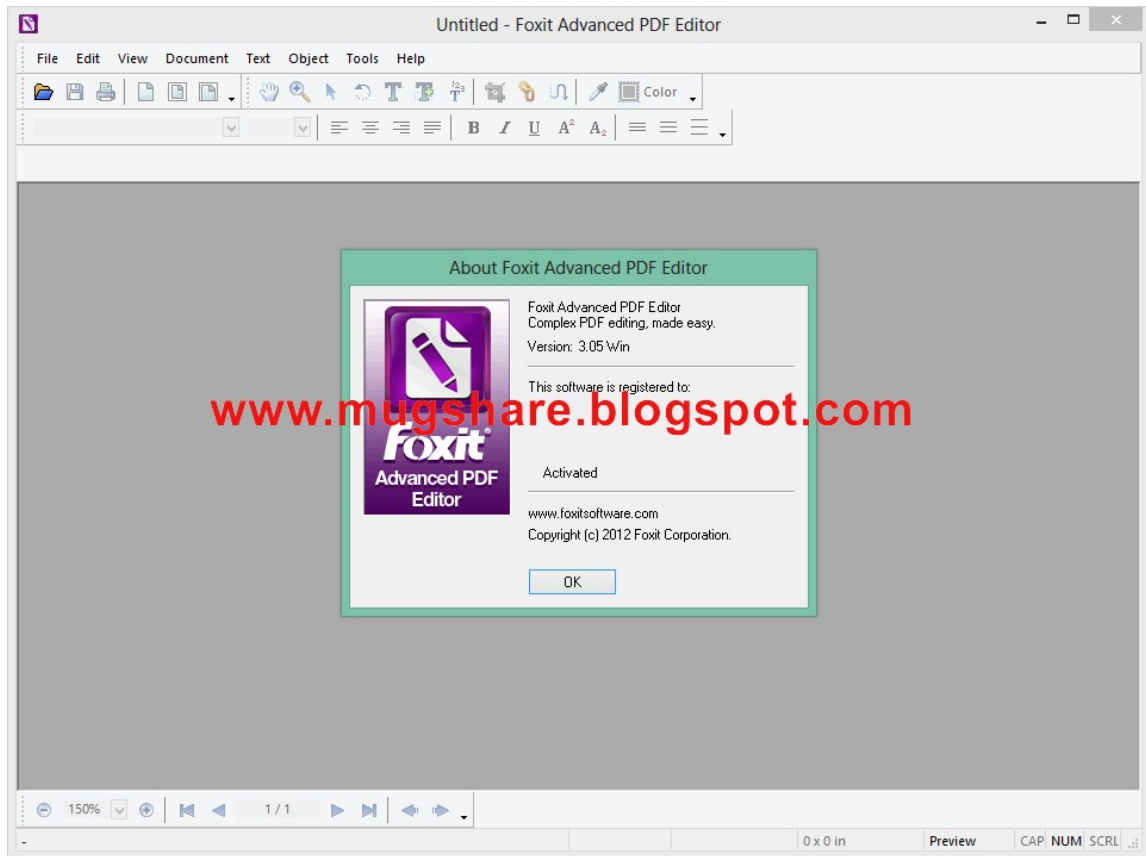 Untitled - Foxit Advanced PDF Editor
File Edit View Document Text Object Tools Help
Color
B I U A² A₂
About Foxit Advanced PDF Editor
Foxit Advanced PDF Editor
Complex PDF editing, made easy.
Version: 3.05 Win
This software is registered to:
www.mugshare.blogspot.com
foxit
Advanced PDF
Editor
Activated
www.foxitsoftware.com
Copyright (c) 2012 Foxit Corporation.
OK
150% 1 / 1
- 0 x 0 in Preview CAP NUM SCRL